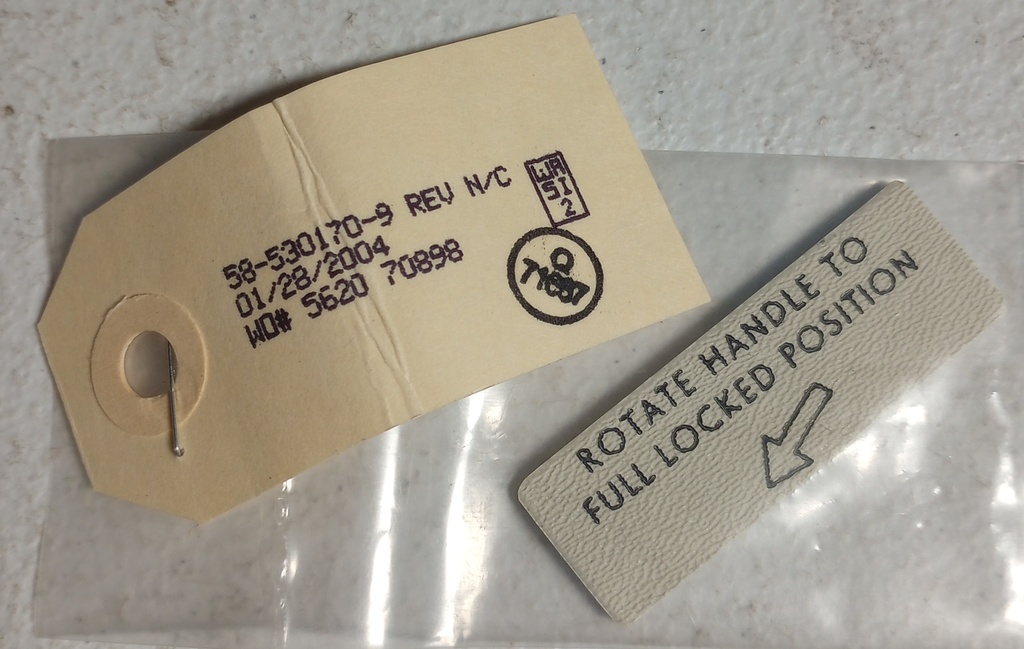 58-530170-9 REV N/C
01/28/2004
WO# 5620 70898
WA
SI
2
ROTATE HANDLE TO
FULL LOCKED POSITION